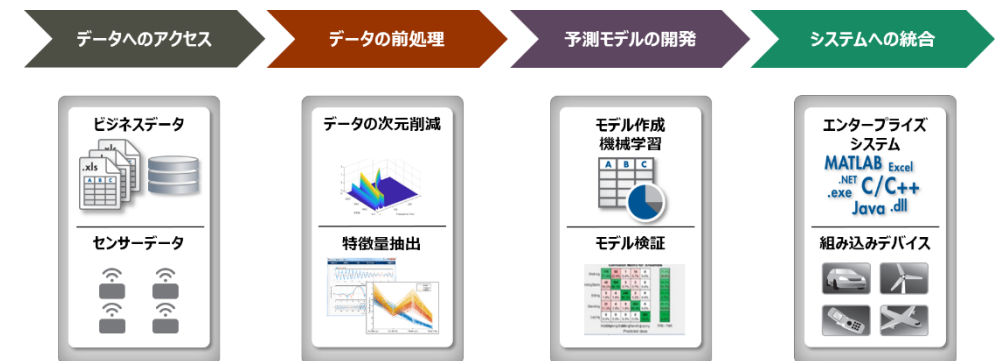 データへのアクセス
データの前処理
予測モデルの開発
システムへの統合
ビジネスデータ
.xls
.xls
A B C
センサーデータ
データの次元削減
特徴量抽出
モデル作成
機械学習
A B C
モデル検証
エンタープライズ
システム
MATLAB Excel
.NET C/C++
.exe
Java .dll
組み込みデバイス